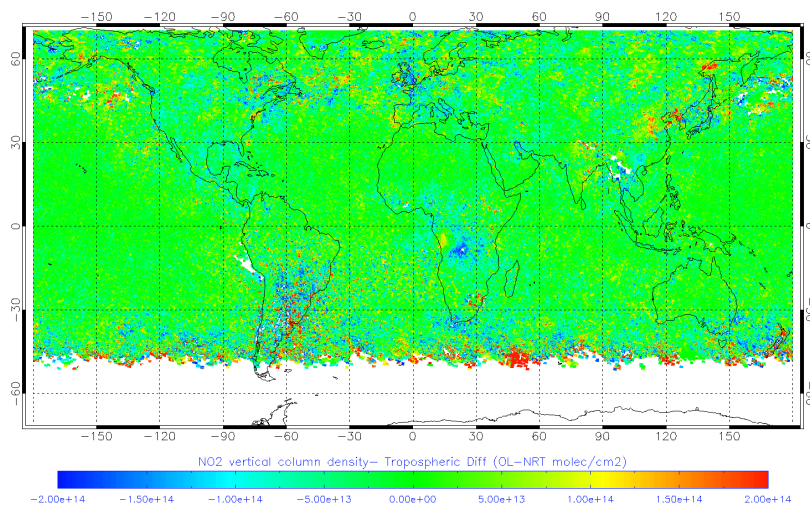 −150 −120 −90 −60 −30 0 30 60 90 120 150
60
30
0
−30
−60
−150 −120 −90 −60 −30 0 30 60 90 120 150
NO2 vertical column density− Tropospheric Diff (OL−NRT molec/cm2)
−2.00e+14 −1.50e+14 −1.00e+14 −5.00e+13 0.00e+00 5.00e+13 1.00e+14 1.50e+14 2.00e+14